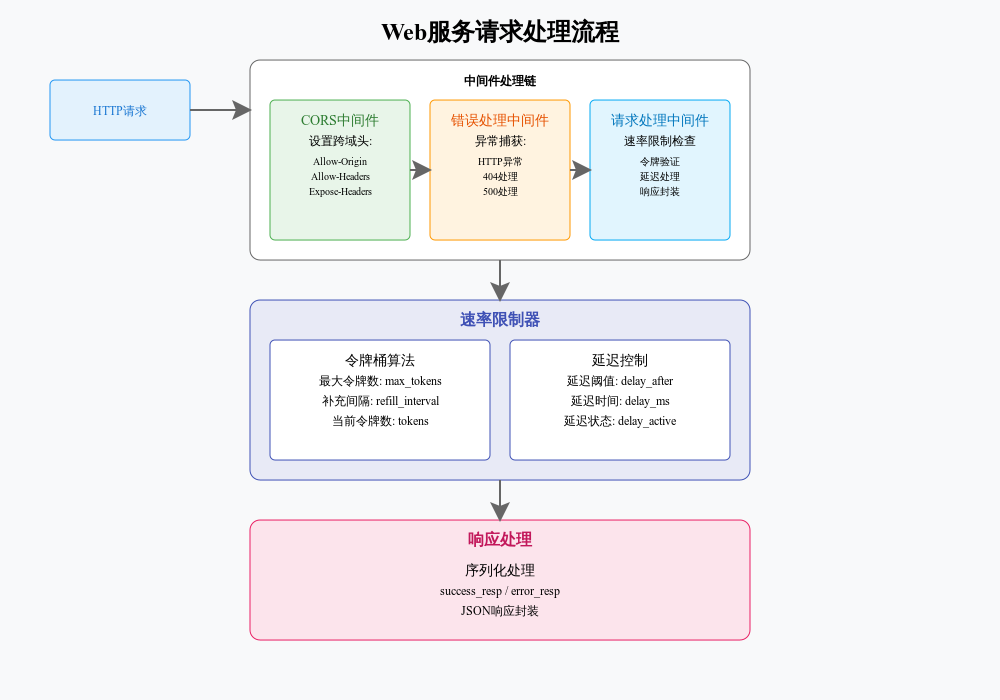 Web服务请求处理流程
HTTP请求
中间件处理链
CORS中间件
设置跨域头:
Allow-Origin
Allow-Headers
Expose-Headers
错误处理中间件
异常捕获:
HTTP异常
404处理
500处理
请求处理中间件
速率限制检查
令牌验证
延迟处理
响应封装
速率限制器
令牌桶算法
最大令牌数: max_tokens
补充间隔: refill_interval
当前令牌数: tokens
延迟控制
延迟阈值: delay_after
延迟时间: delay_ms
延迟状态: delay_active
响应处理
序列化处理
success_resp / error_resp
JSON响应封装